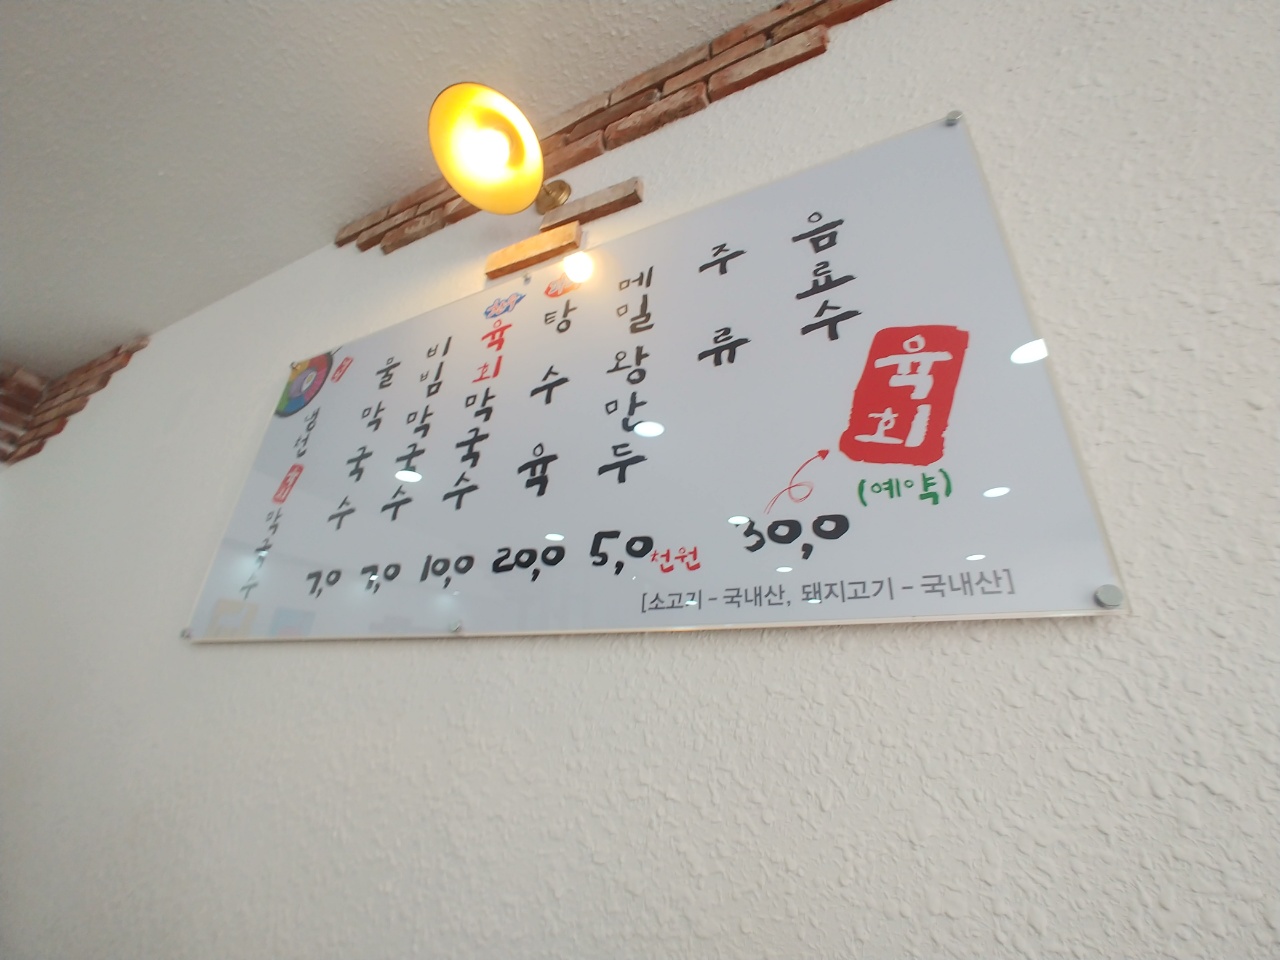 막국수
물막국수
7,0
비빔막국수
7,0
육회막국수
10,0
탕수육
20,0
메밀왕만두
5,0천원
주류
음료수
육회
(예약)
30,0
[소고기 - 국내산, 돼지고기 - 국내산]